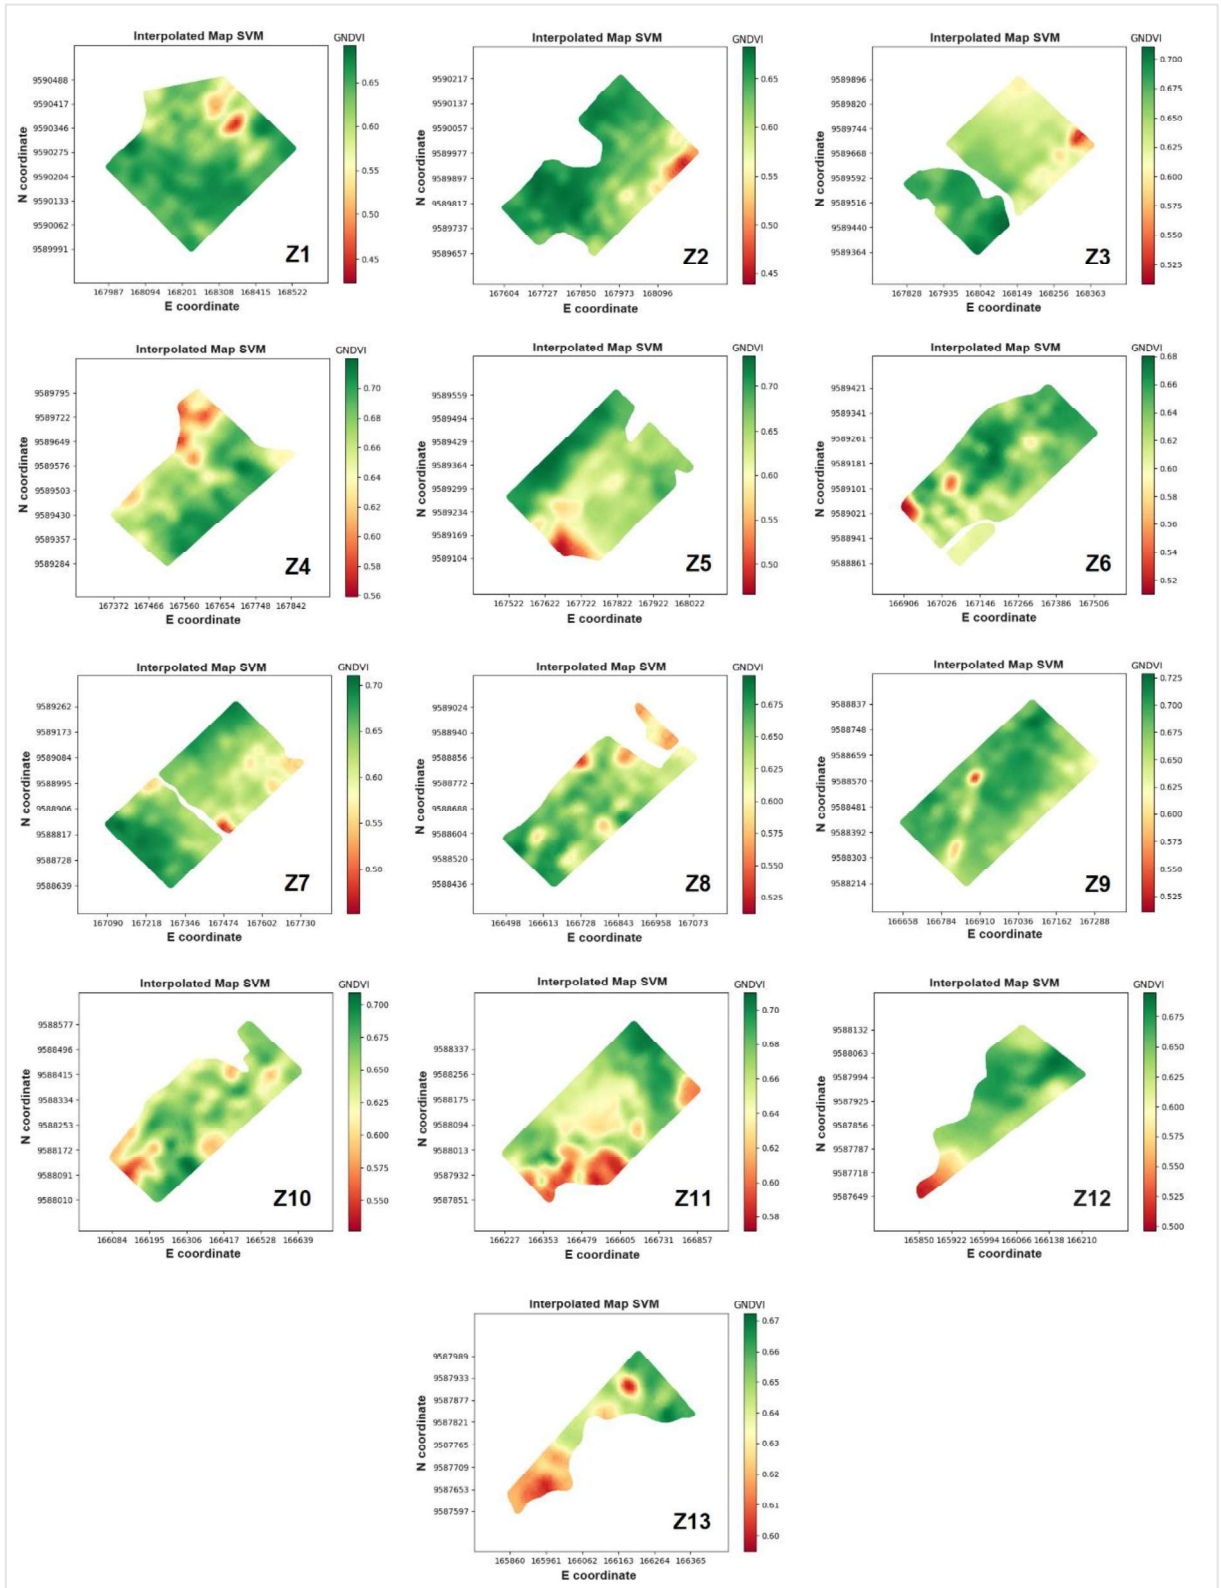 Interpolated Map SVM
GNDVI
N coordinate
9590488
9590417
9590346
9590275
9590204
9590133
9590062
9589991
0.65
0.60
0.55
0.50
0.45
Z1
167987 168094 168201 168308 168415 168522
E coordinate
Interpolated Map SVM
GNDVI
N coordinate
9590217
9590137
9590057
9589977
9589897
9589817
9589737
9589657
0.65
0.60
0.55
0.50
0.45
Z2
167604 167727 167850 167973 168096
E coordinate
Interpolated Map SVM
GNDVI
N coordinate
9589896
9589820
9589744
9589668
9589592
9589516
9589440
9589364
0.700
0.675
0.650
0.625
0.600
0.575
0.550
0.525
Z3
167828 167935 168042 168149 168256 168363
E coordinate
Interpolated Map SVM
GNDVI
N coordinate
9589795
9589722
9589649
9589576
9589503
9589430
9589357
9589284
0.70
0.68
0.66
0.64
0.62
0.60
0.58
0.56
Z4
167372 167466 167560 167654 167748 167842
E coordinate
Interpolated Map SVM
GNDVI
N coordinate
9589559
9589494
9589429
9589364
9589299
9589234
9589169
9589104
0.70
0.65
0.60
0.55
0.50
Z5
167522 167622 167722 167822 167922 168022
E coordinate
Interpolated Map SVM
GNDVI
N coordinate
9589421
9589341
9589261
9589181
9589101
9589021
9588941
9588861
0.68
0.66
0.64
0.62
0.60
0.58
0.56
0.54
0.52
Z6
166906 167026 167146 167266 167386 167506
E coordinate
Interpolated Map SVM
GNDVI
N coordinate
9589262
9589173
9589084
9588995
9588906
9588817
9588728
9588639
0.70
0.65
0.60
0.55
0.50
Z7
167090 167218 167346 167474 167602 167730
E coordinate
Interpolated Map SVM
GNDVI
N coordinate
9589024
9588940
9588856
9588772
9588688
9588604
9588520
9588436
0.675
0.650
0.625
0.600
0.575
0.550
0.525
Z8
166498 166613 166728 166843 166958 167073
E coordinate
Interpolated Map SVM
GNDVI
N coordinate
9588837
9588748
9588659
9588570
9588481
9588392
9588303
9588214
0.725
0.700
0.675
0.650
0.625
0.600
0.575
0.550
0.525
Z9
166658 166784 166910 167036 167162 167288
E coordinate
Interpolated Map SVM
GNDVI
N coordinate
9588577
9588496
9588415
9588334
9588253
9588172
9588091
9588010
0.700
0.675
0.650
0.625
0.600
0.575
0.550
Z10
166084 166195 166306 166417 166528 166639
E coordinate
Interpolated Map SVM
GNDVI
N coordinate
9588337
9588256
9588175
9588094
9588013
9587932
9587851
0.70
0.68
0.66
0.64
0.62
0.60
0.58
Z11
166227 166353 166479 166605 166731 166857
E coordinate
Interpolated Map SVM
GNDVI
N coordinate
9588132
9588063
9587994
9587925
9587856
9587787
9587718
9587649
0.675
0.650
0.625
0.600
0.575
0.550
0.525
0.500
Z12
165850 165922 165994 166066 166138 166210
E coordinate
Interpolated Map SVM
GNDVI
N coordinate
9587989
9587933
9587877
9587821
9587765
9587709
9587653
9587597
0.67
0.66
0.65
0.64
0.63
0.62
0.61
0.60
Z13
165860 165961 166062 166163 166264 166365
E coordinate